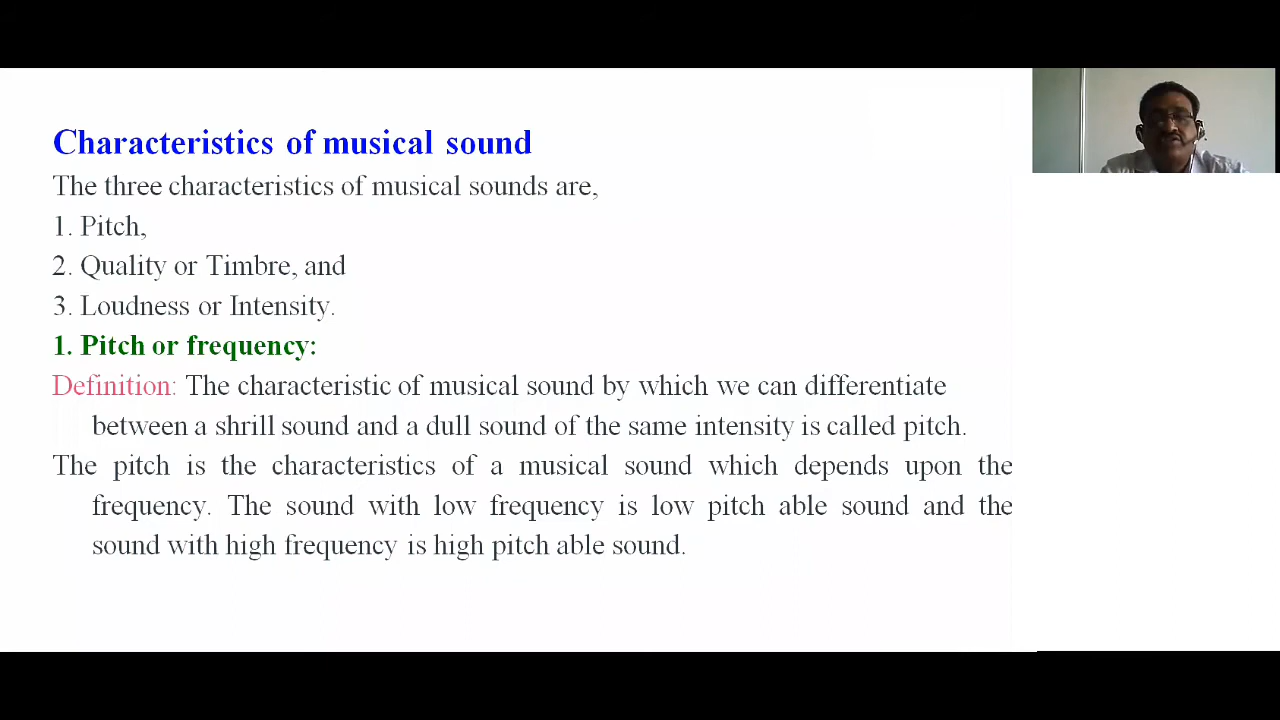 Characteristics of musical sound
The three characteristics of musical sounds are,
1. Pitch,
2. Quality or Timbre, and
3. Loudness or Intensity.
1. Pitch or frequency:
Definition: The characteristic of musical sound by which we can differentiate
between a shrill sound and a dull sound of the same intensity is called pitch.
The pitch is the characteristics of a musical sound which depends upon the
frequency. The sound with low frequency is low pitch able sound and the
sound with high frequency is high pitch able sound.